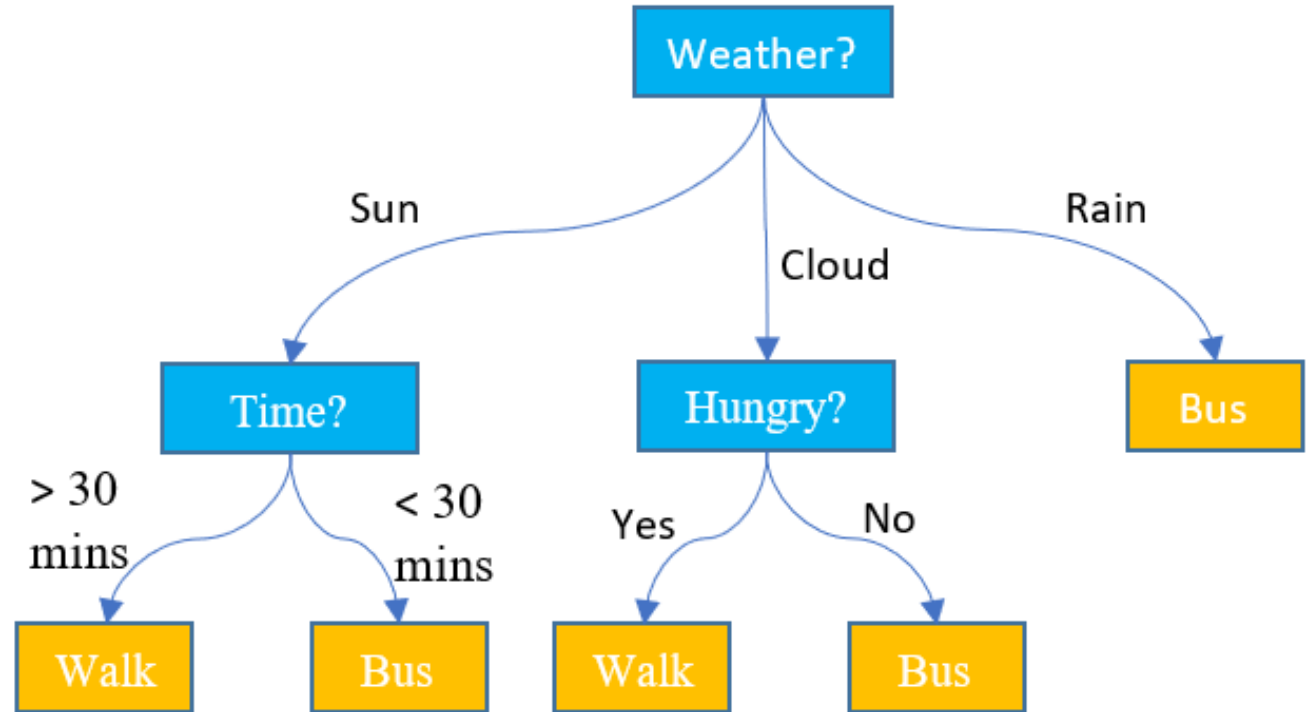 Weather?
Sun
Rain
Cloud
Time?
Hungry?
Bus
> 30
mins
< 30
mins
Yes
No
Walk
Bus
Walk
Bus